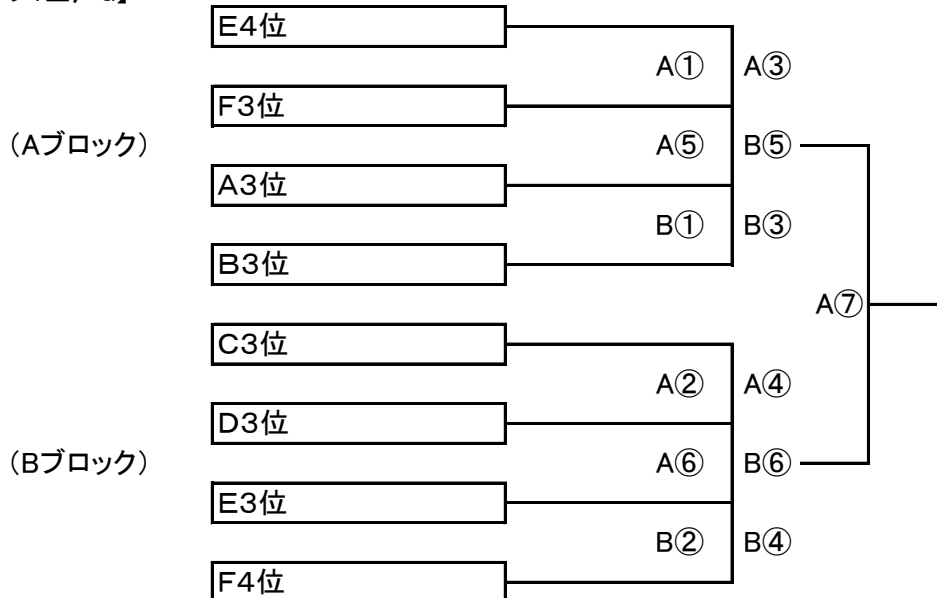 E4位
A① A③
F3位
(Aブロック) A⑤ B⑤
A3位
B① B③
B3位
A⑦
C3位
A② A④
D3位
(Bブロック) A⑥ B⑥
E3位
B② B④
F4位